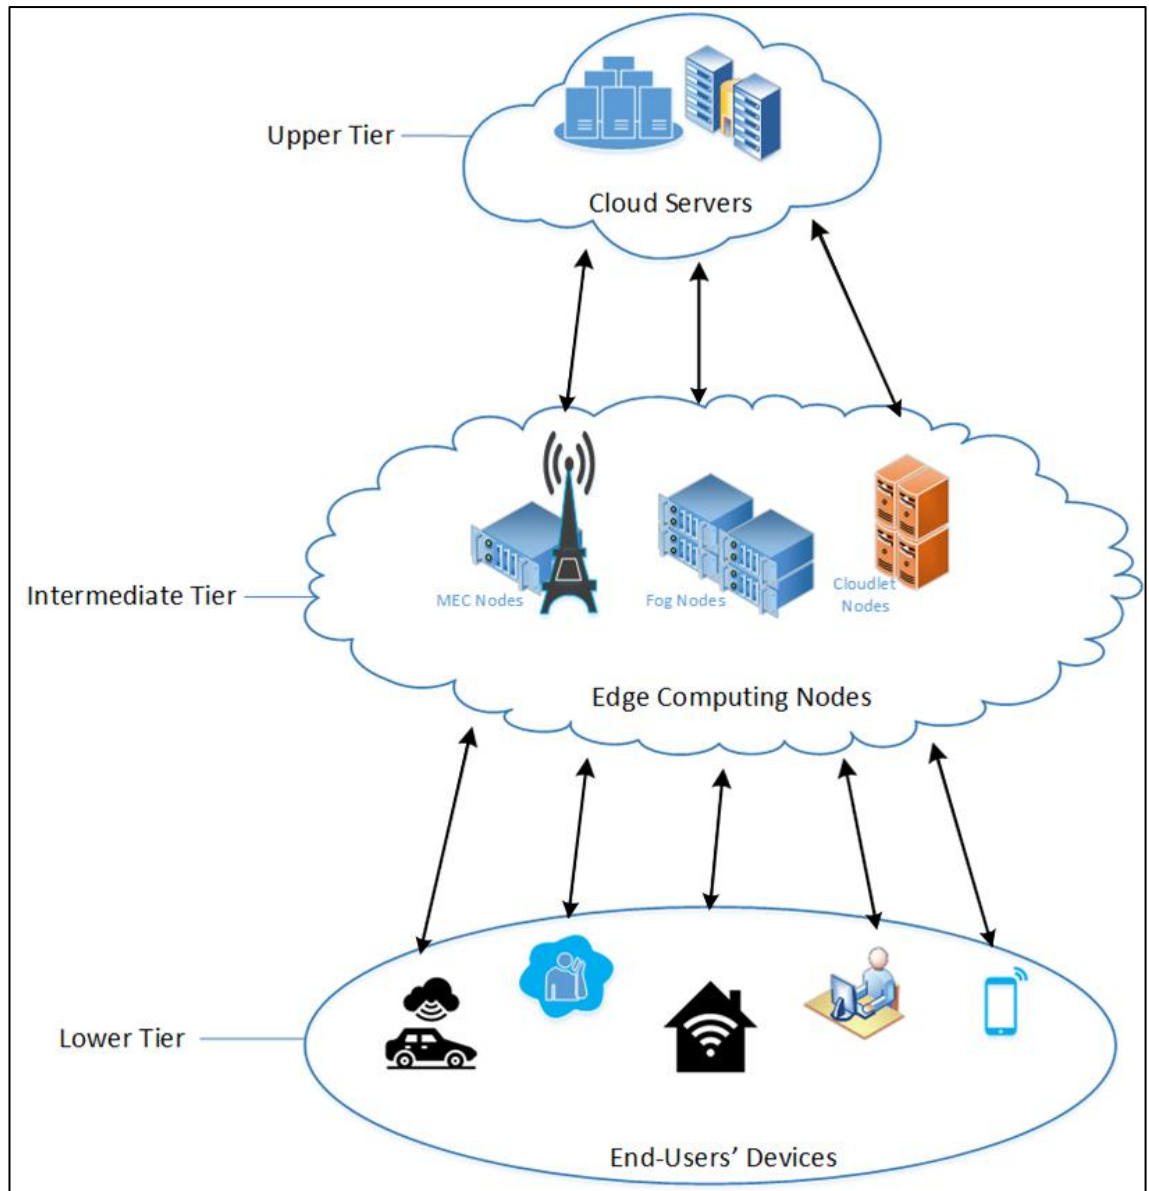 Upper Tier
Cloud Servers
Intermediate Tier
MEC Nodes
Fog Nodes
Cloudlet
Nodes
Edge Computing Nodes
Lower Tier
End-Users’ Devices